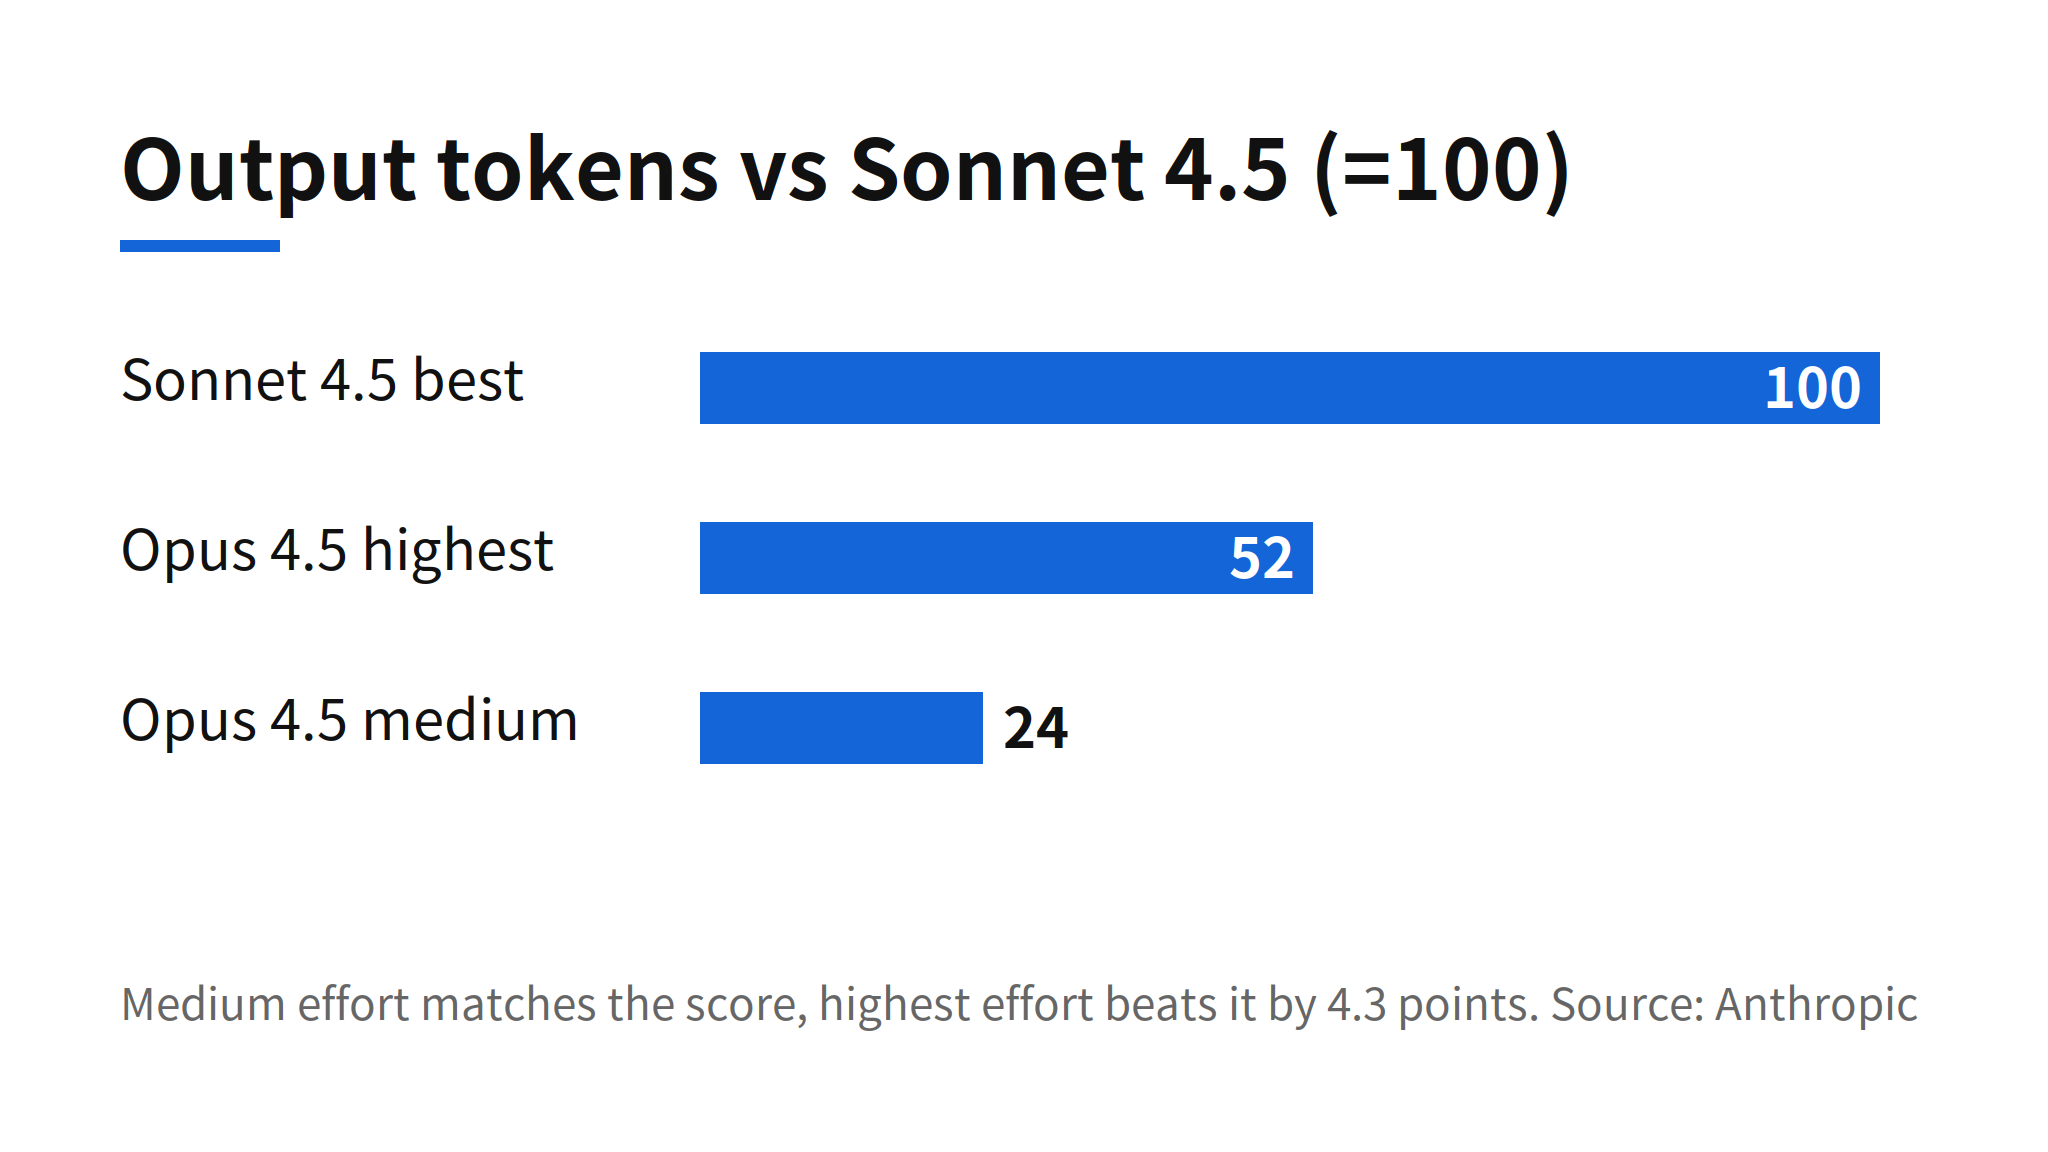 Output tokens vs Sonnet 4.5 (=100)
Sonnet 4.5 best
100
Opus 4.5 highest
52
Opus 4.5 medium
24
Medium effort matches the score, highest effort beats it by 4.3 points. Source: Anthropic